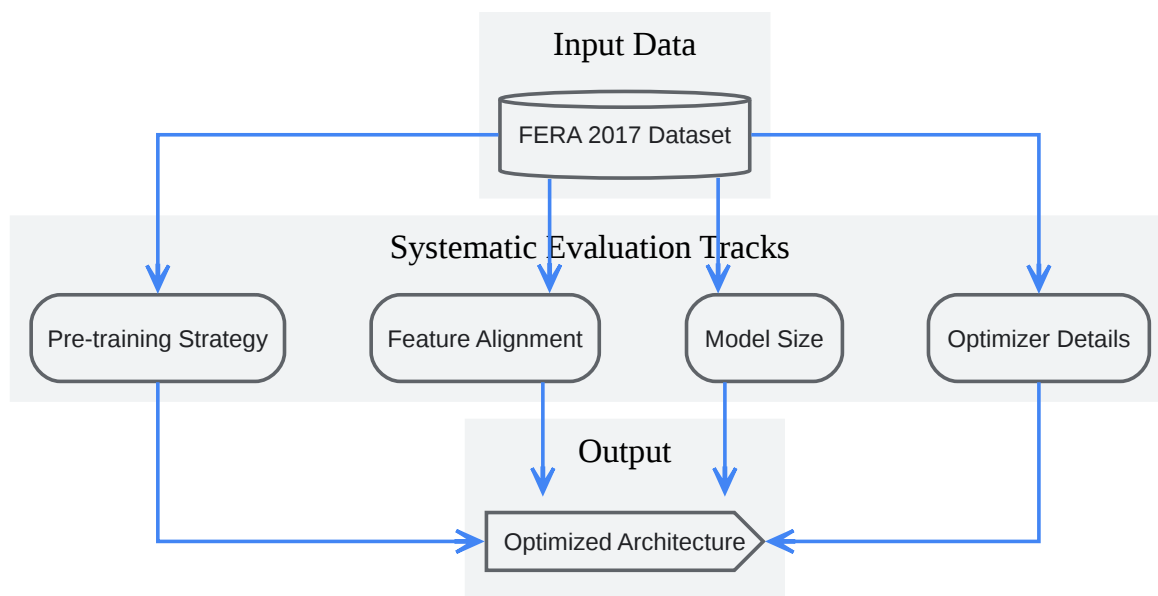 Input Data
FERA 2017 Dataset
Systematic Evaluation Tracks
Pre-training Strategy
Feature Alignment
Model Size
Optimizer Details
Output
Optimized Architecture